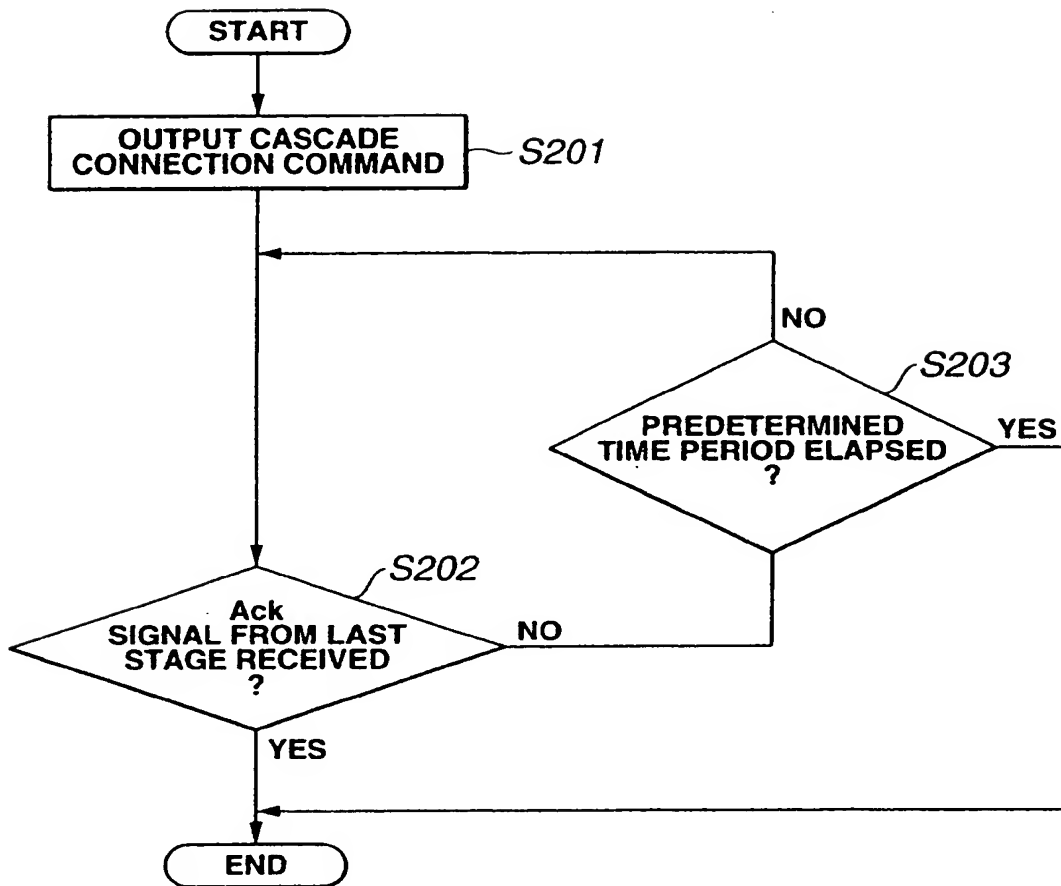 START
OUTPUT CASCADE
CONNECTION COMMAND
S201
NO
S203
PREDETERMINED
TIME PERIOD ELAPSED
?
YES
S202
Ack
SIGNAL FROM LAST
STAGE RECEIVED
?
NO
YES
END